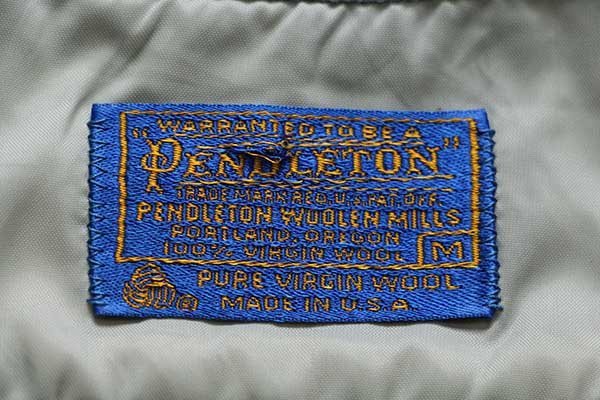 WARRANTED TO BE A
"PENDLETON"
TRADE MARK REG. U.S. PAT. OFF.
PENDLETON WOOLEN MILLS
PORTLAND, OREGON
100% VIRGIN WOOL M
PURE VIRGIN WOOL
® MADE IN U.S.A.